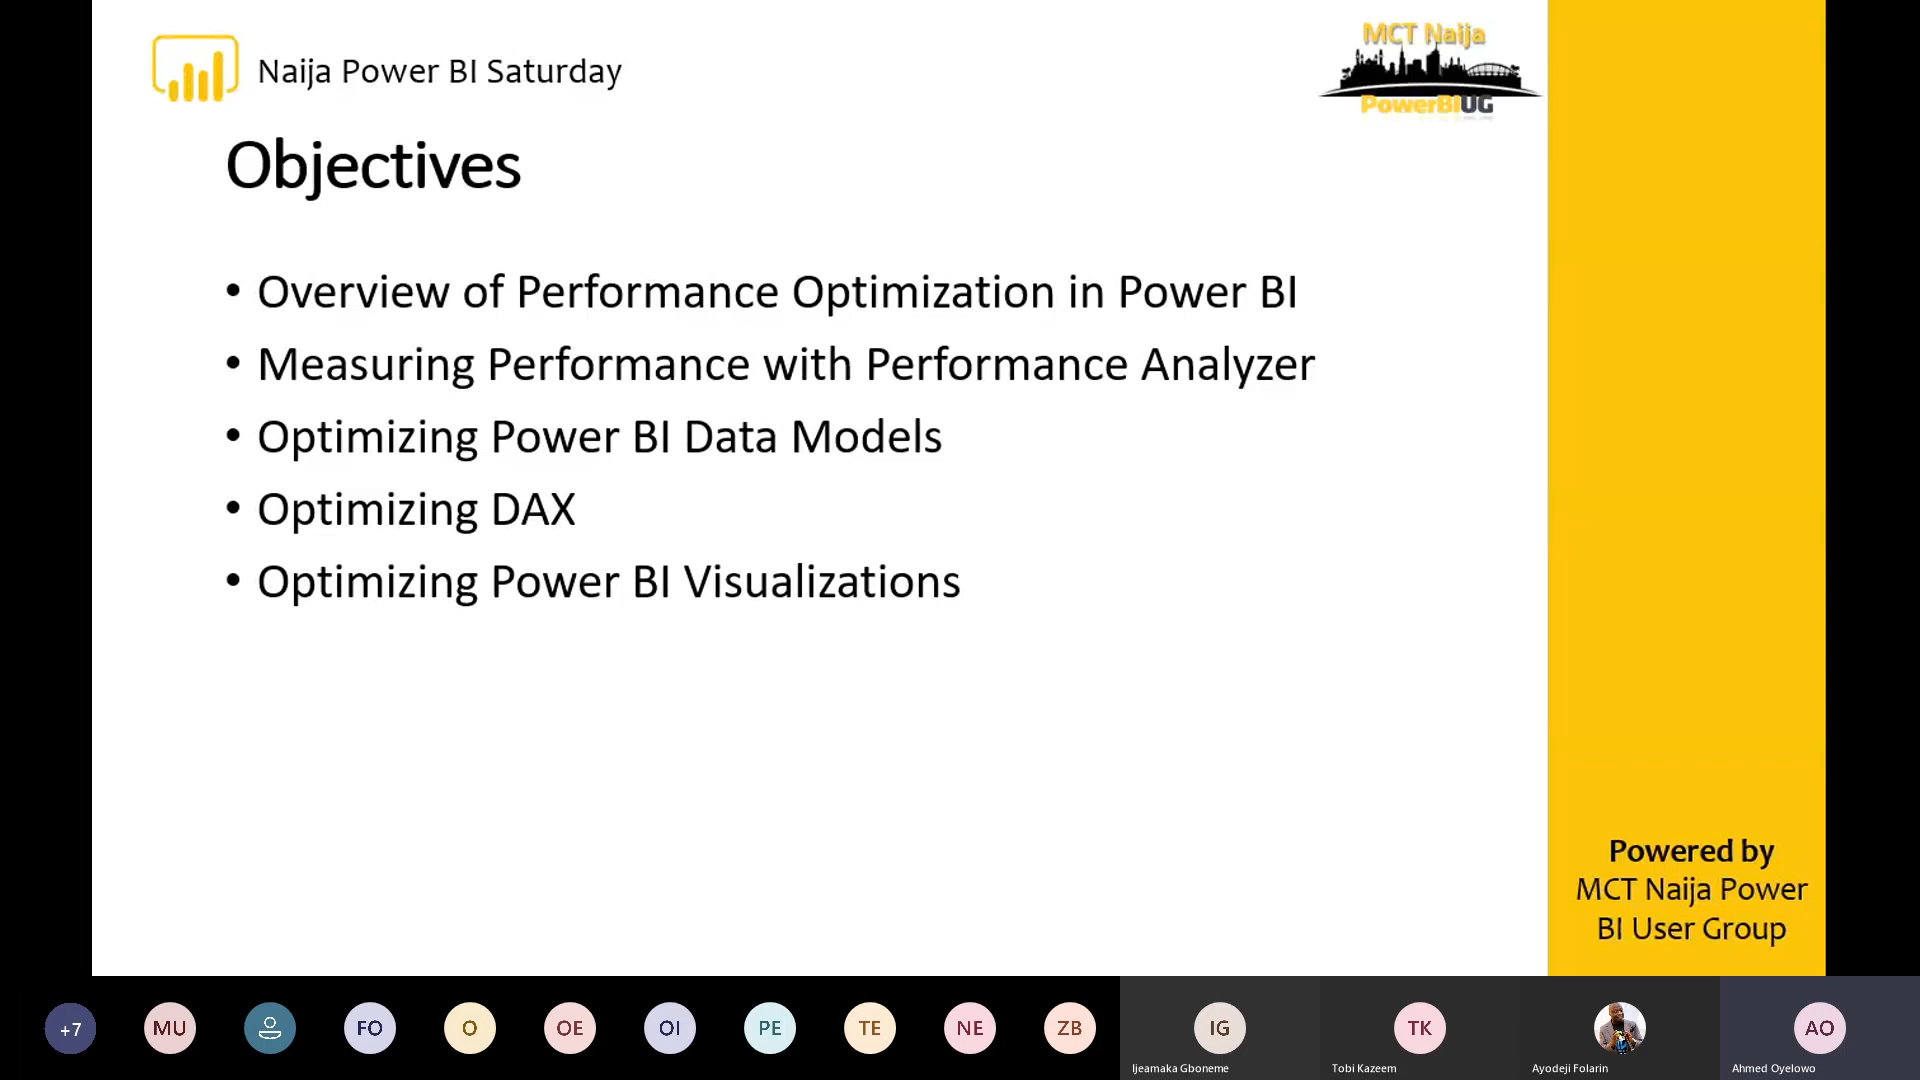 Naija Power BI Saturday
MCT Naija
PowerBIUG
Objectives
• Overview of Performance Optimization in Power BI
• Measuring Performance with Performance Analyzer
• Optimizing Power BI Data Models
• Optimizing DAX
• Optimizing Power BI Visualizations
Powered by
MCT Naija Power
BI User Group
+7
MU
FO
O
OE
OI
PE
TE
NE
ZB
IG
TK
AO
Ijeamaka Gboneme
Tobi Kazeem
Ayodeji Folarin
Ahmed Oyelowo